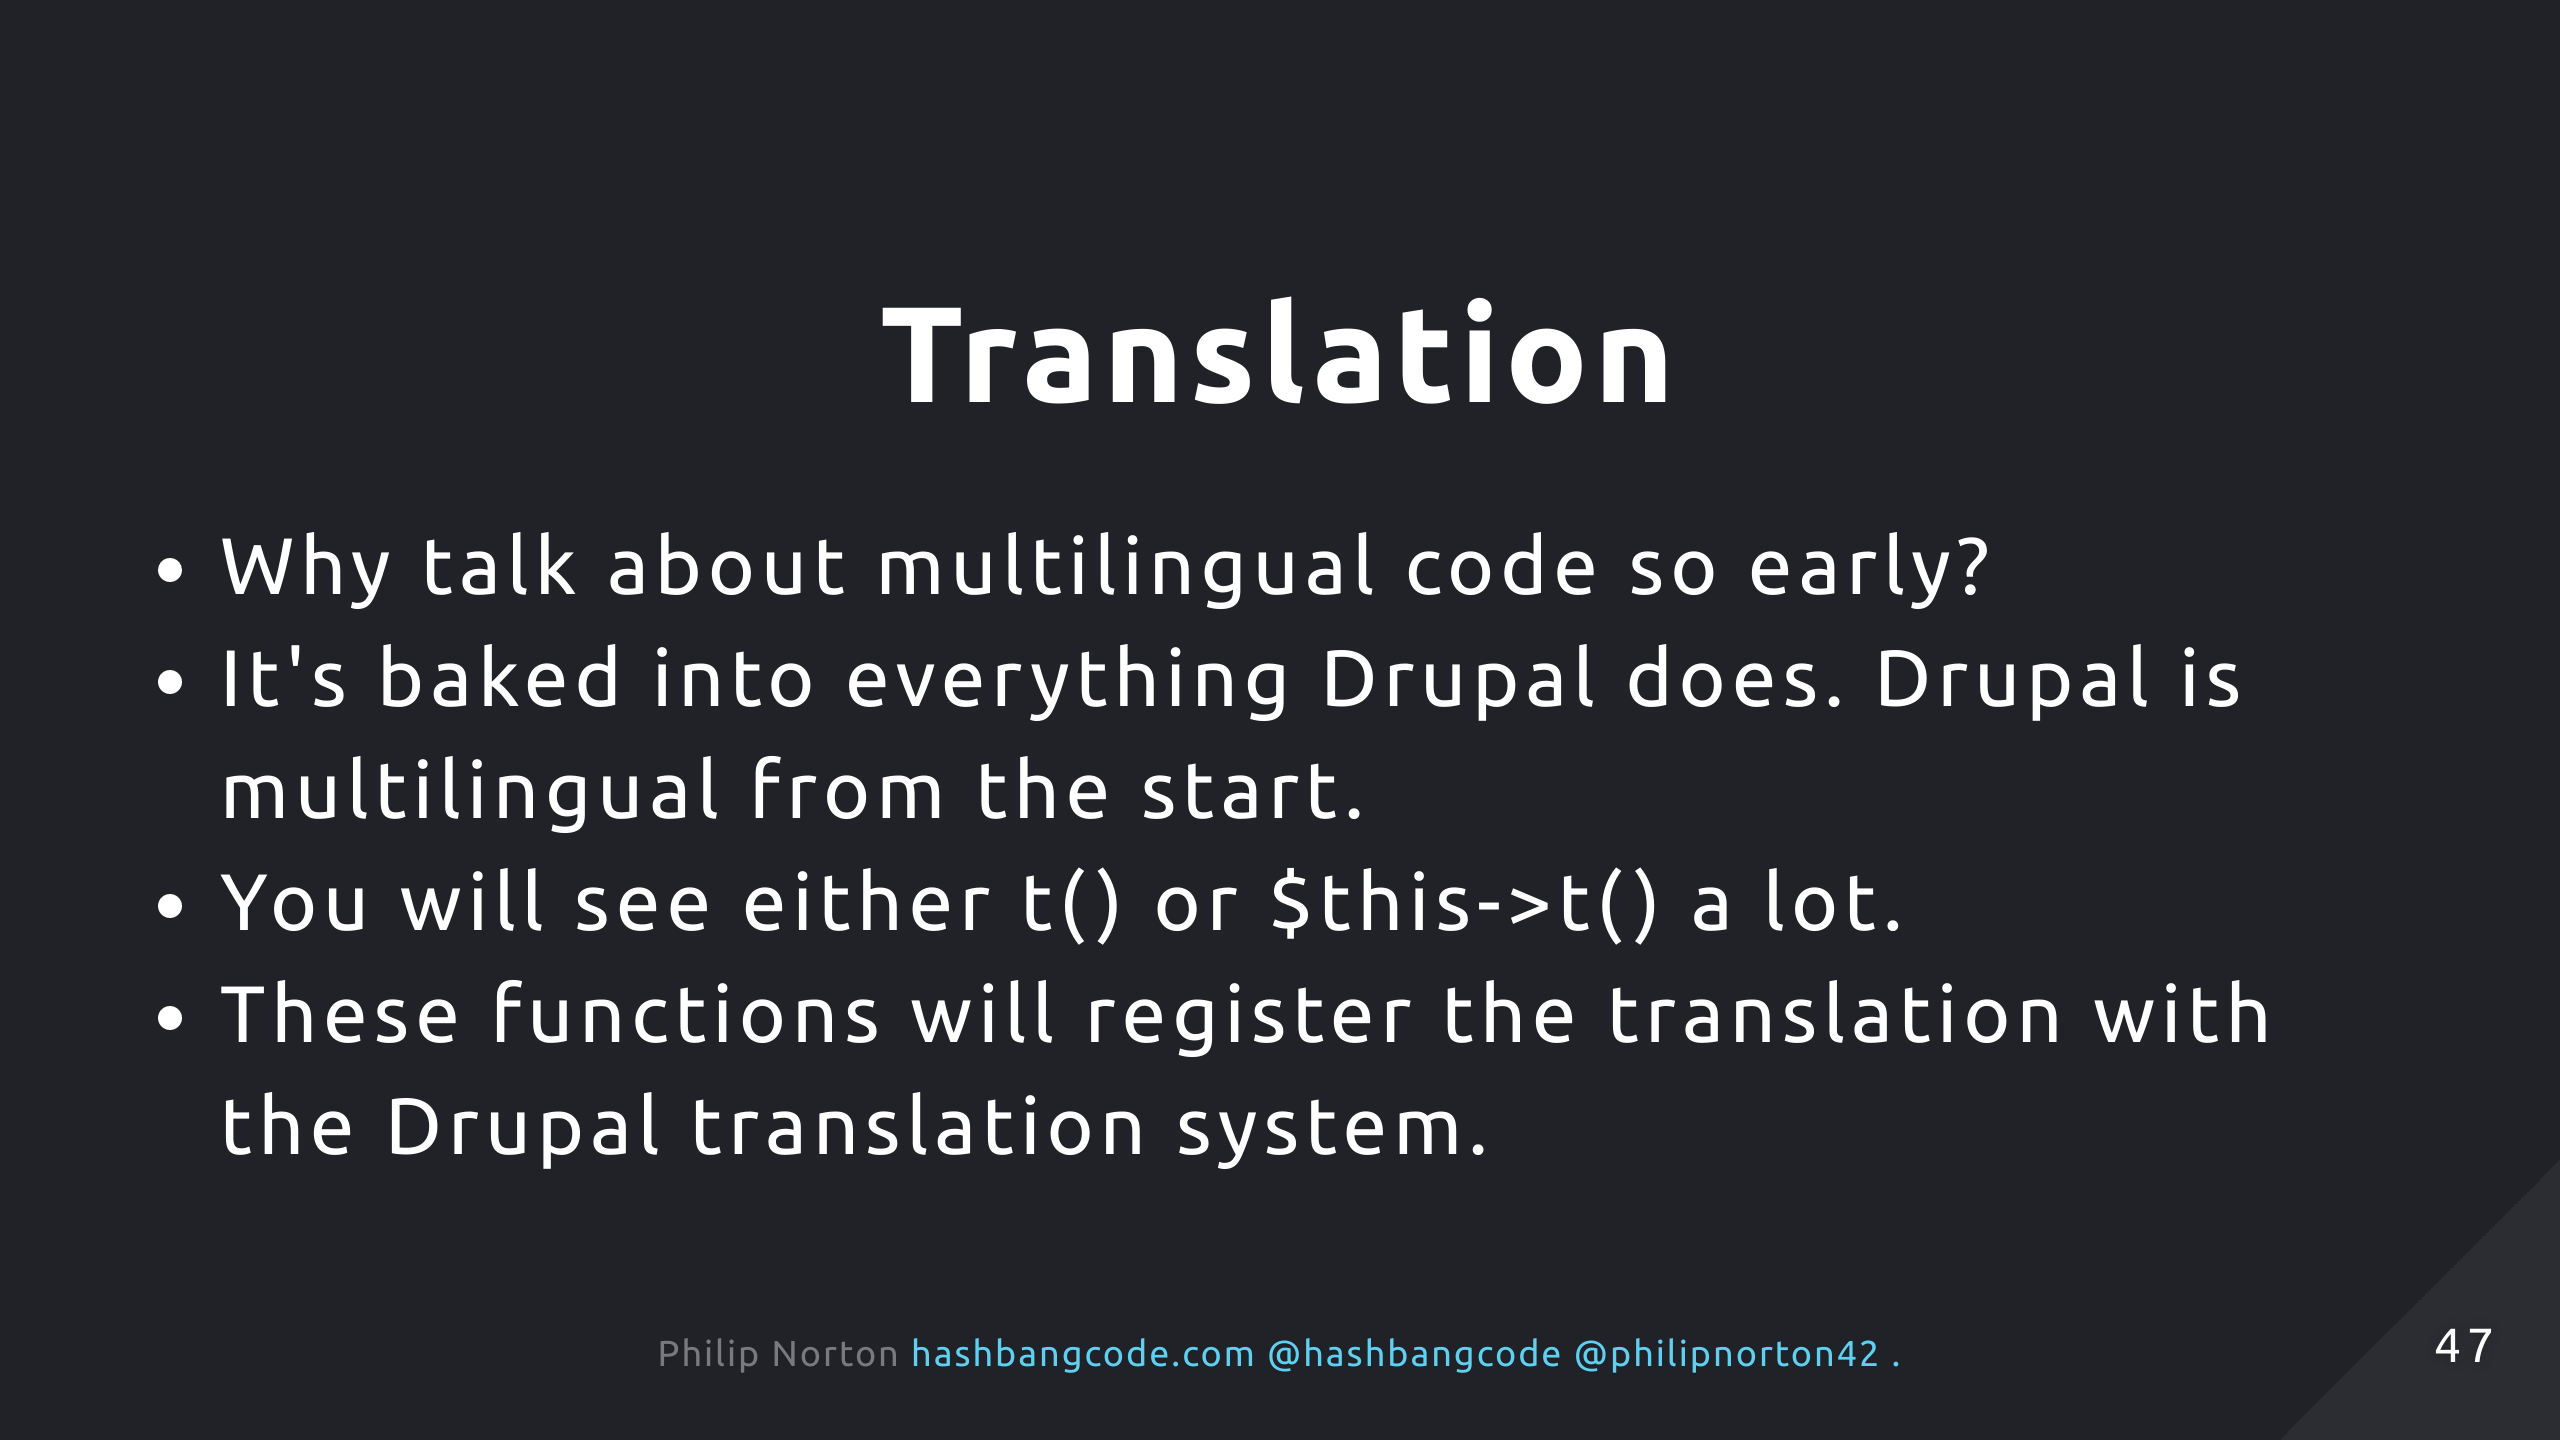 Translation
• Why talk about multilingual code so early?
• It's baked into everything Drupal does. Drupal is
multilingual from the start.
• You will see either t() or $this->t() a lot.
• These functions will register the translation with
the Drupal translation system.
Philip Norton hashbangcode.com @hashbangcode @philipnorton42 .
47